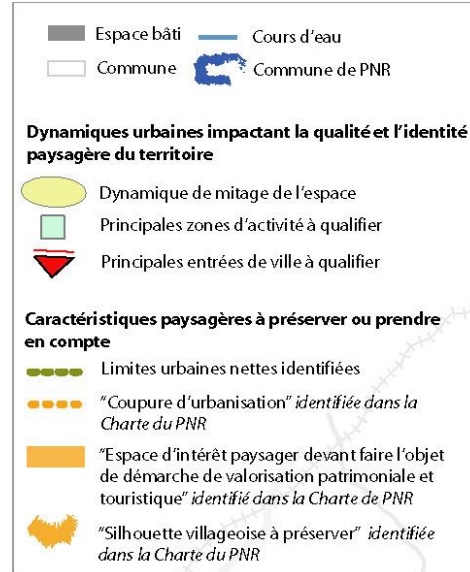 Espace bâti
Cours d'eau
Commune
Commune de PNR
Dynamiques urbaines impactant la qualité et l'identité
paysagère du territoire
Dynamique de mitage de l'espace
Principales zones d'activité à qualifier
Principales entrées de ville à qualifier
Caractéristiques paysagères à préserver ou prendre
en compte
Limites urbaines nettes identifiées
"Coupure d'urbanisation" identifiée dans la
Charte du PNR
"Espace d'intérêt paysager devant faire l'objet
de démarche de valorisation patrimoniale et
touristique" identifié dans la Charte de PNR
"Silhouette villageoise à préserver" identifiée
dans la Charte du PNR